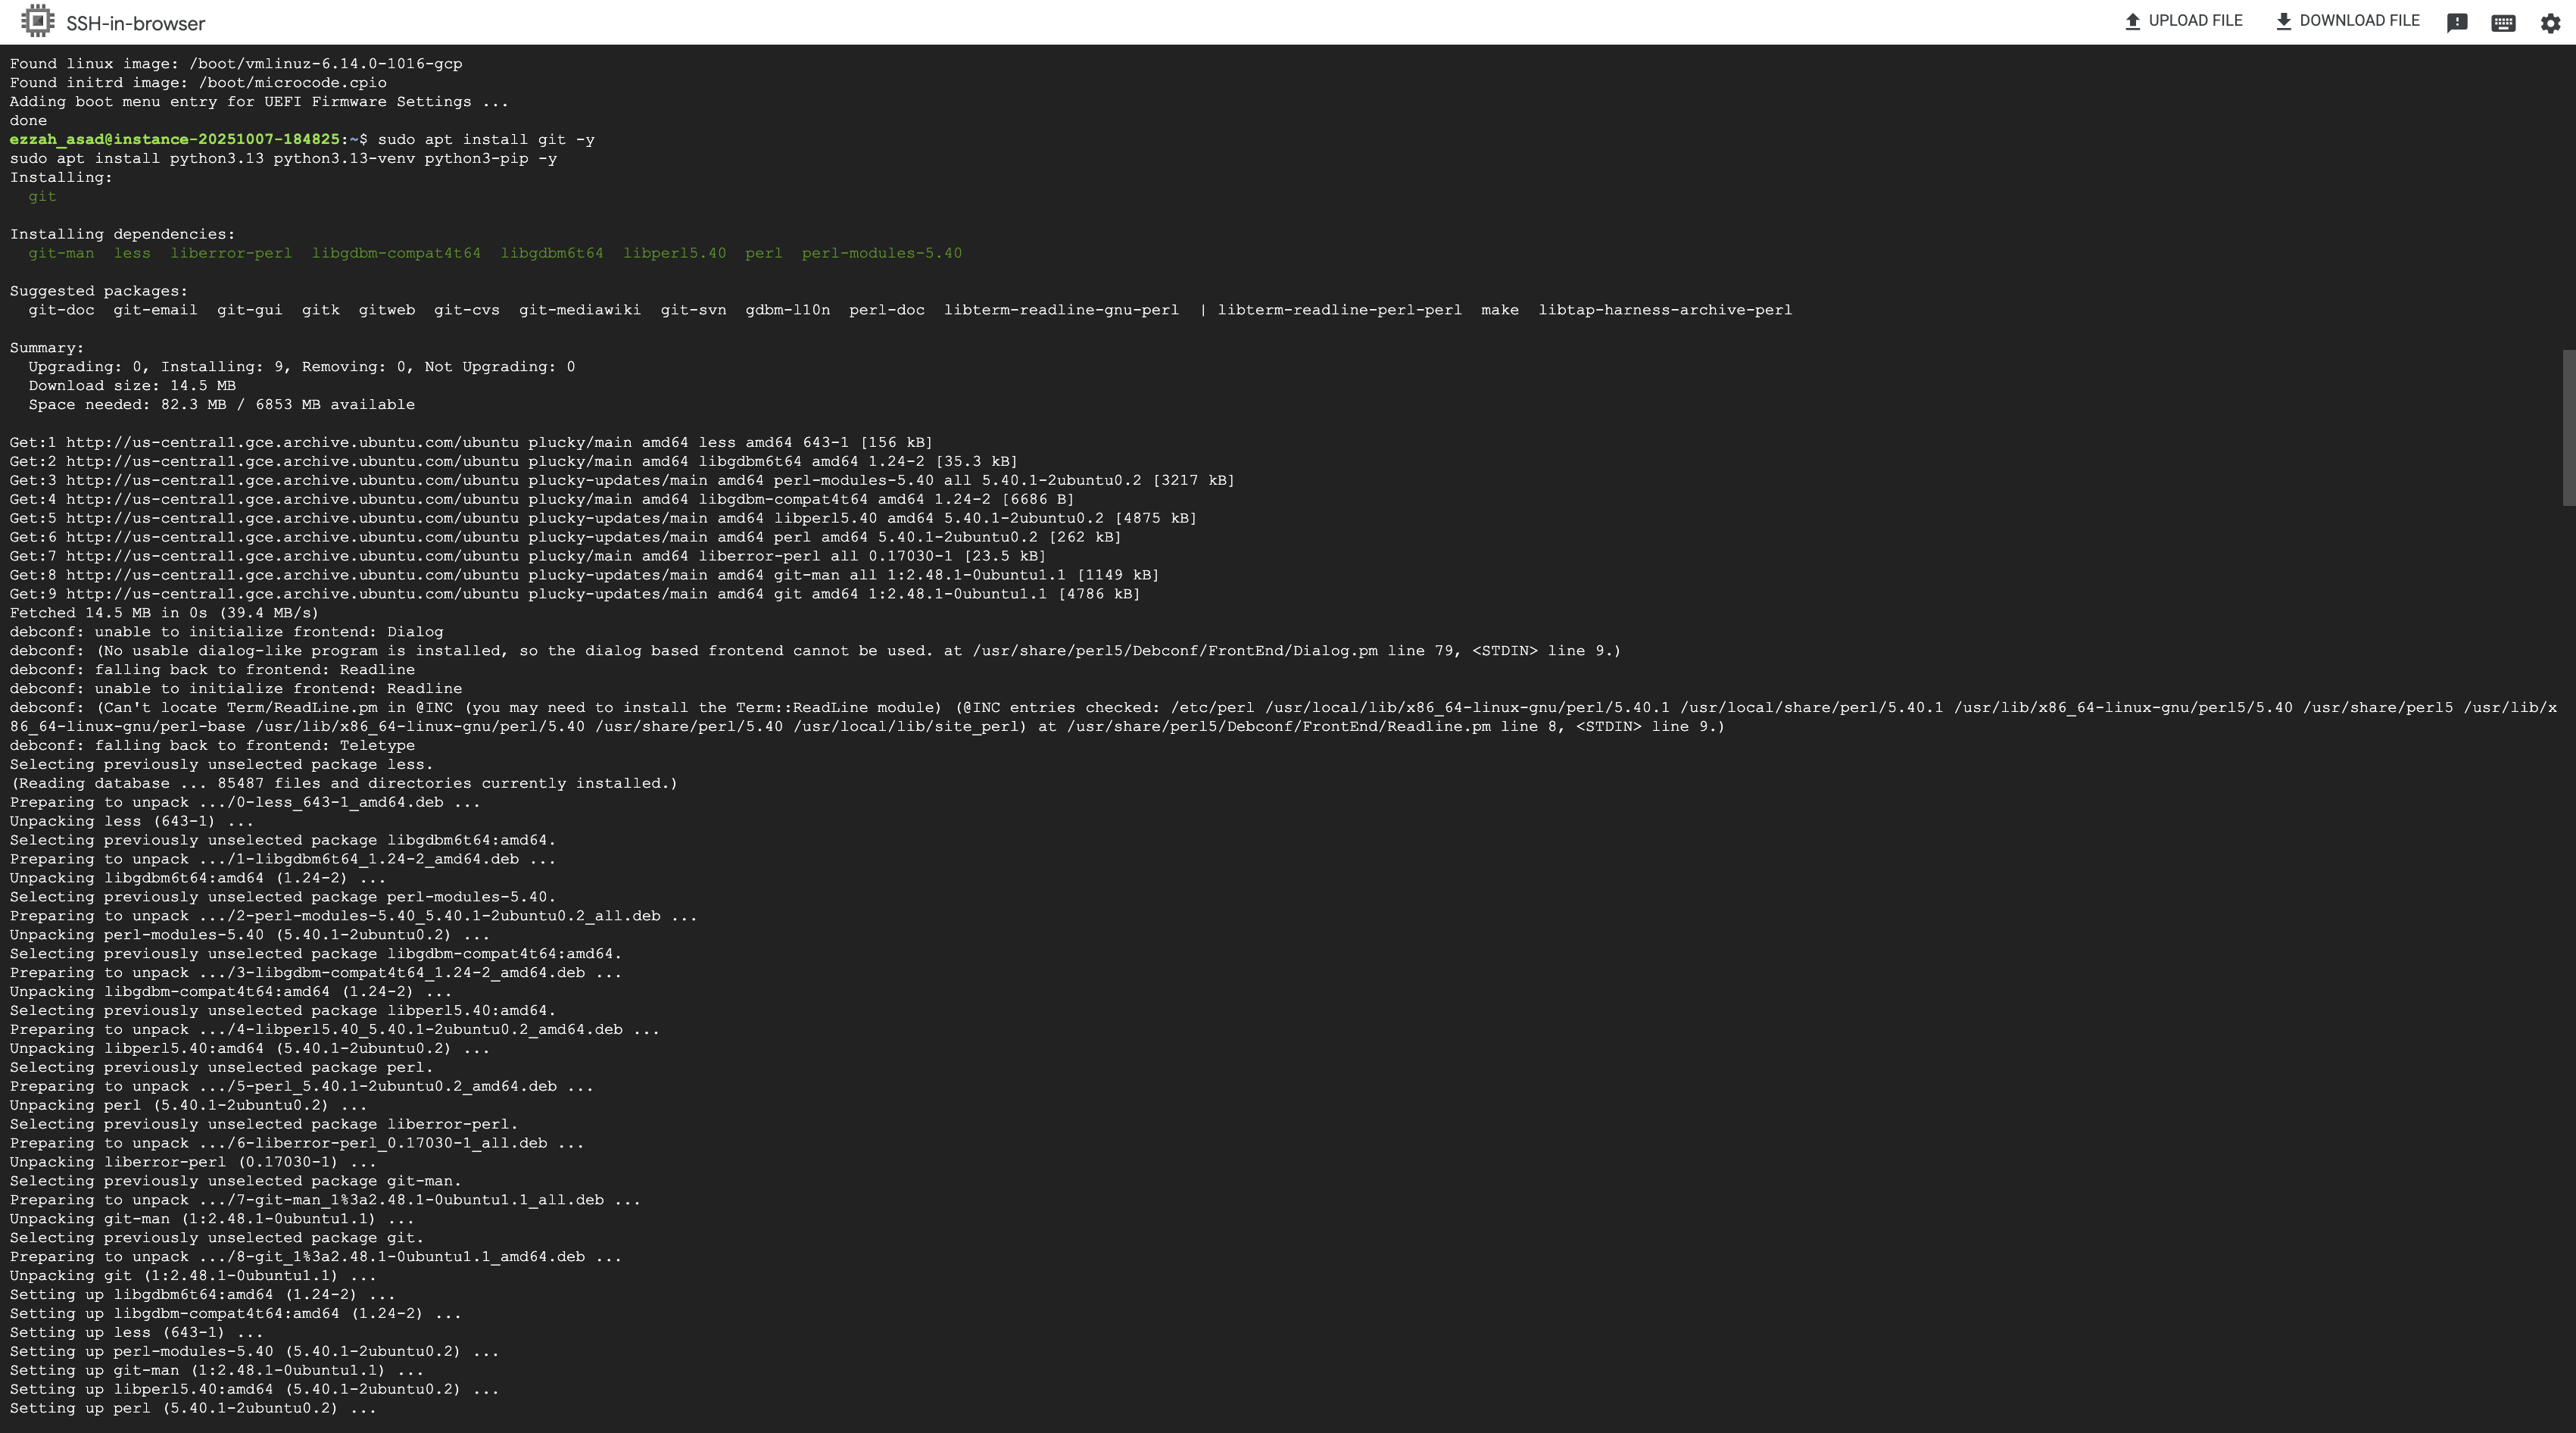 SSH-in-browser
UPLOAD FILE
DOWNLOAD FILE
Found linux image: /boot/vmlinuz-6.14.0-1016-gcp
Found initrd image: /boot/microcode.cpio
Adding boot menu entry for UEFI Firmware Settings ...
done
ezzah_asad@instance-20251007-184825:~$ sudo apt install git -y
sudo apt install python3.13 python3.13-venv python3-pip -y
Installing:
  git

Installing dependencies:
  git-man  less  liberror-perl  libgdbm-compat4t64  libgdbm6t64  libperl5.40  perl  perl-modules-5.40

Suggested packages:
  git-doc  git-email  git-gui  gitk  gitweb  git-cvs  git-mediawiki  git-svn  gdbm-l10n  perl-doc  libterm-readline-gnu-perl  | libterm-readline-perl-perl  make  libtap-harness-archive-perl

Summary:
  Upgrading: 0, Installing: 9, Removing: 0, Not Upgrading: 0
  Download size: 14.5 MB
  Space needed: 82.3 MB / 6853 MB available

Get:1 http://us-central1.gce.archive.ubuntu.com/ubuntu plucky/main amd64 less amd64 643-1 [156 kB]
Get:2 http://us-central1.gce.archive.ubuntu.com/ubuntu plucky/main amd64 libgdbm6t64 amd64 1.24-2 [35.3 kB]
Get:3 http://us-central1.gce.archive.ubuntu.com/ubuntu plucky-updates/main amd64 perl-modules-5.40 all 5.40.1-2ubuntu0.2 [3217 kB]
Get:4 http://us-central1.gce.archive.ubuntu.com/ubuntu plucky/main amd64 libgdbm-compat4t64 amd64 1.24-2 [6686 B]
Get:5 http://us-central1.gce.archive.ubuntu.com/ubuntu plucky-updates/main amd64 libperl5.40 amd64 5.40.1-2ubuntu0.2 [4875 kB]
Get:6 http://us-central1.gce.archive.ubuntu.com/ubuntu plucky-updates/main amd64 perl amd64 5.40.1-2ubuntu0.2 [262 kB]
Get:7 http://us-central1.gce.archive.ubuntu.com/ubuntu plucky/main amd64 liberror-perl all 0.17030-1 [23.5 kB]
Get:8 http://us-central1.gce.archive.ubuntu.com/ubuntu plucky-updates/main amd64 git-man all 1:2.48.1-0ubuntu1.1 [1149 kB]
Get:9 http://us-central1.gce.archive.ubuntu.com/ubuntu plucky-updates/main amd64 git amd64 1:2.48.1-0ubuntu1.1 [4786 kB]
Fetched 14.5 MB in 0s (39.4 MB/s)
debconf: unable to initialize frontend: Dialog
debconf: (No usable dialog-like program is installed, so the dialog based frontend cannot be used. at /usr/share/perl5/Debconf/FrontEnd/Dialog.pm line 79, <STDIN> line 9.)
debconf: falling back to frontend: Readline
debconf: unable to initialize frontend: Readline
debconf: (Can't locate Term/ReadLine.pm in @INC (you may need to install the Term::ReadLine module) (@INC entries checked: /etc/perl /usr/local/lib/x86_64-linux-gnu/perl/5.40.1 /usr/local/share/perl/5.40.1 /usr/lib/x86_64-linux-gnu/perl5/5.40 /usr/share/perl5 /usr/lib/x
86_64-linux-gnu/perl-base /usr/lib/x86_64-linux-gnu/perl/5.40 /usr/share/perl/5.40 /usr/local/lib/site_perl) at /usr/share/perl5/Debconf/FrontEnd/Readline.pm line 8, <STDIN> line 9.)
debconf: falling back to frontend: Teletype
Selecting previously unselected package less.
(Reading database ... 85487 files and directories currently installed.)
Preparing to unpack .../0-less_643-1_amd64.deb ...
Unpacking less (643-1) ...
Selecting previously unselected package libgdbm6t64:amd64.
Preparing to unpack .../1-libgdbm6t64_1.24-2_amd64.deb ...
Unpacking libgdbm6t64:amd64 (1.24-2) ...
Selecting previously unselected package perl-modules-5.40.
Preparing to unpack .../2-perl-modules-5.40_5.40.1-2ubuntu0.2_all.deb ...
Unpacking perl-modules-5.40 (5.40.1-2ubuntu0.2) ...
Selecting previously unselected package libgdbm-compat4t64:amd64.
Preparing to unpack .../3-libgdbm-compat4t64_1.24-2_amd64.deb ...
Unpacking libgdbm-compat4t64:amd64 (1.24-2) ...
Selecting previously unselected package libperl5.40:amd64.
Preparing to unpack .../4-libperl5.40_5.40.1-2ubuntu0.2_amd64.deb ...
Unpacking libperl5.40:amd64 (5.40.1-2ubuntu0.2) ...
Selecting previously unselected package perl.
Preparing to unpack .../5-perl_5.40.1-2ubuntu0.2_amd64.deb ...
Unpacking perl (5.40.1-2ubuntu0.2) ...
Selecting previously unselected package liberror-perl.
Preparing to unpack .../6-liberror-perl_0.17030-1_all.deb ...
Unpacking liberror-perl (0.17030-1) ...
Selecting previously unselected package git-man.
Preparing to unpack .../7-git-man_1%3a2.48.1-0ubuntu1.1_all.deb ...
Unpacking git-man (1:2.48.1-0ubuntu1.1) ...
Selecting previously unselected package git.
Preparing to unpack .../8-git_1%3a2.48.1-0ubuntu1.1_amd64.deb ...
Unpacking git (1:2.48.1-0ubuntu1.1) ...
Setting up libgdbm6t64:amd64 (1.24-2) ...
Setting up libgdbm-compat4t64:amd64 (1.24-2) ...
Setting up less (643-1) ...
Setting up perl-modules-5.40 (5.40.1-2ubuntu0.2) ...
Setting up git-man (1:2.48.1-0ubuntu1.1) ...
Setting up libperl5.40:amd64 (5.40.1-2ubuntu0.2) ...
Setting up perl (5.40.1-2ubuntu0.2) ...